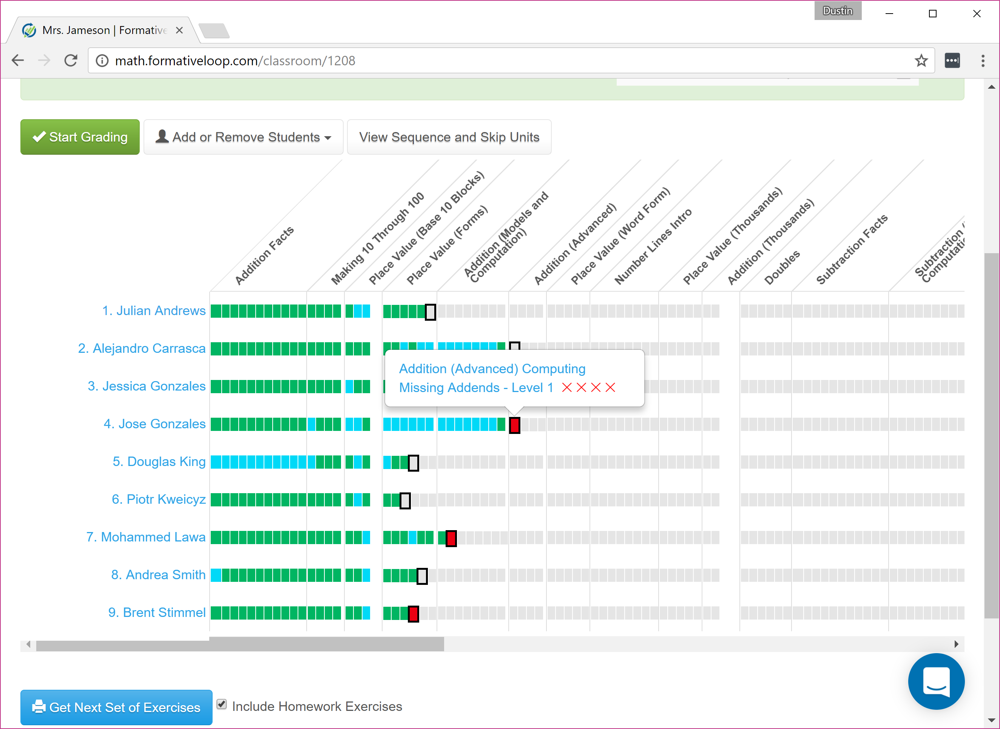 Dustin
Mrs. Jameson | Formative
math.formativeloop.com/classroom/1208
Start Grading
Add or Remove Students
View Sequence and Skip Units
Addition Facts
Making 10 Through 100
Place Value (Base 10 Blocks)
Place Value (Forms)
Addition (Models and
Computation)
Addition (Advanced)
Place Value (Word Form)
Number Lines Intro
Place Value (Thousands)
Addition (Thousands)
Doubles
Subtraction Facts
Subtraction
1. Julian Andrews
2. Alejandro Carrasca
Addition (Advanced) Computing
Missing Addends - Level 1
3. Jessica Gonzales
4. Jose Gonzales
5. Douglas King
6. Piotr Kweicyz
7. Mohammed Lawa
8. Andrea Smith
9. Brent Stimmel
Get Next Set of Exercises
Include Homework Exercises